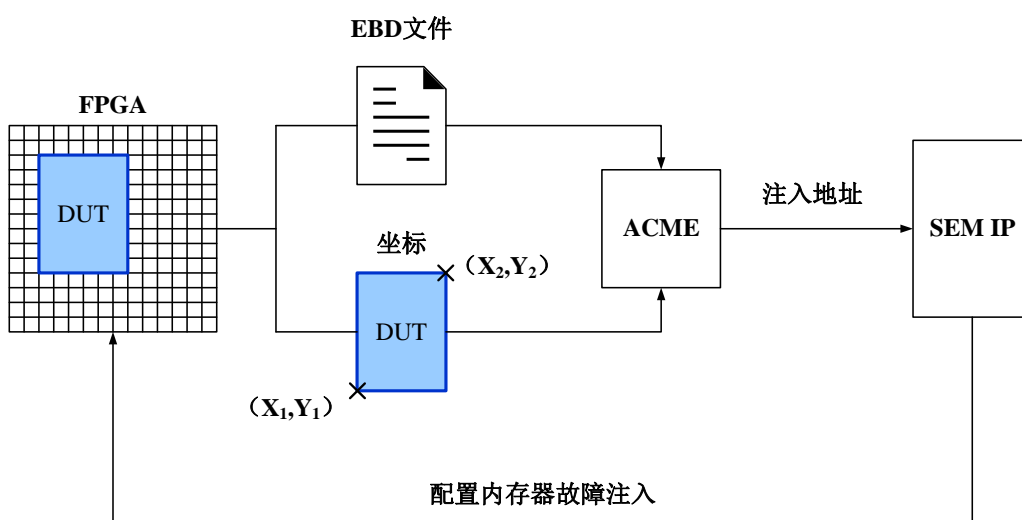 EBD文件
FPGA
DUT
ACME
注入地址
SEM IP
坐标
（X₂,Y₂）
DUT
（X₁,Y₁）
配置内存器故障注入